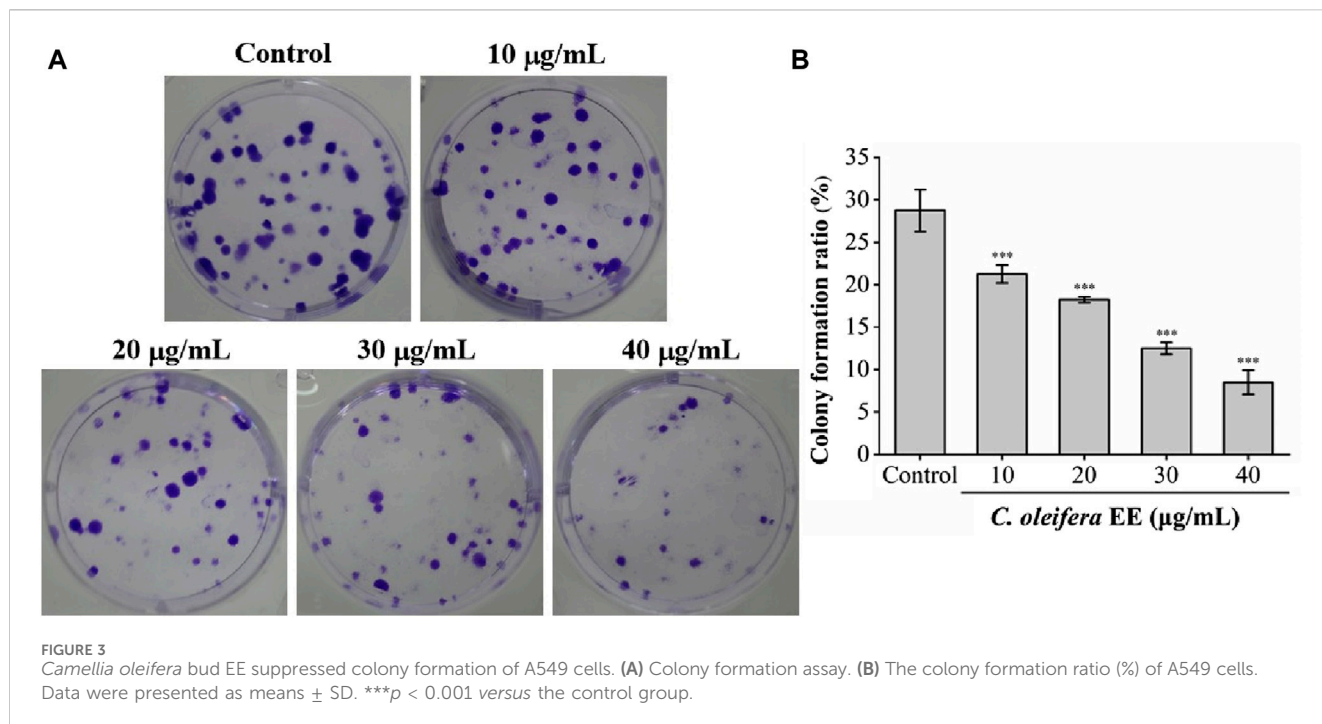 A
Control
10 μg/mL
20 μg/mL
30 μg/mL
40 μg/mL
B
Colony formation ratio (%)
35
30
25
20
15
10
5
0
***
***
***
***
Control
10
20
30
40
C. oleifera EE (μg/mL)
FIGURE 3
Camellia oleifera bud EE suppressed colony formation of A549 cells. (A) Colony formation assay. (B) The colony formation ratio (%) of A549 cells.
Data were presented as means ± SD. ***p < 0.001 versus the control group.